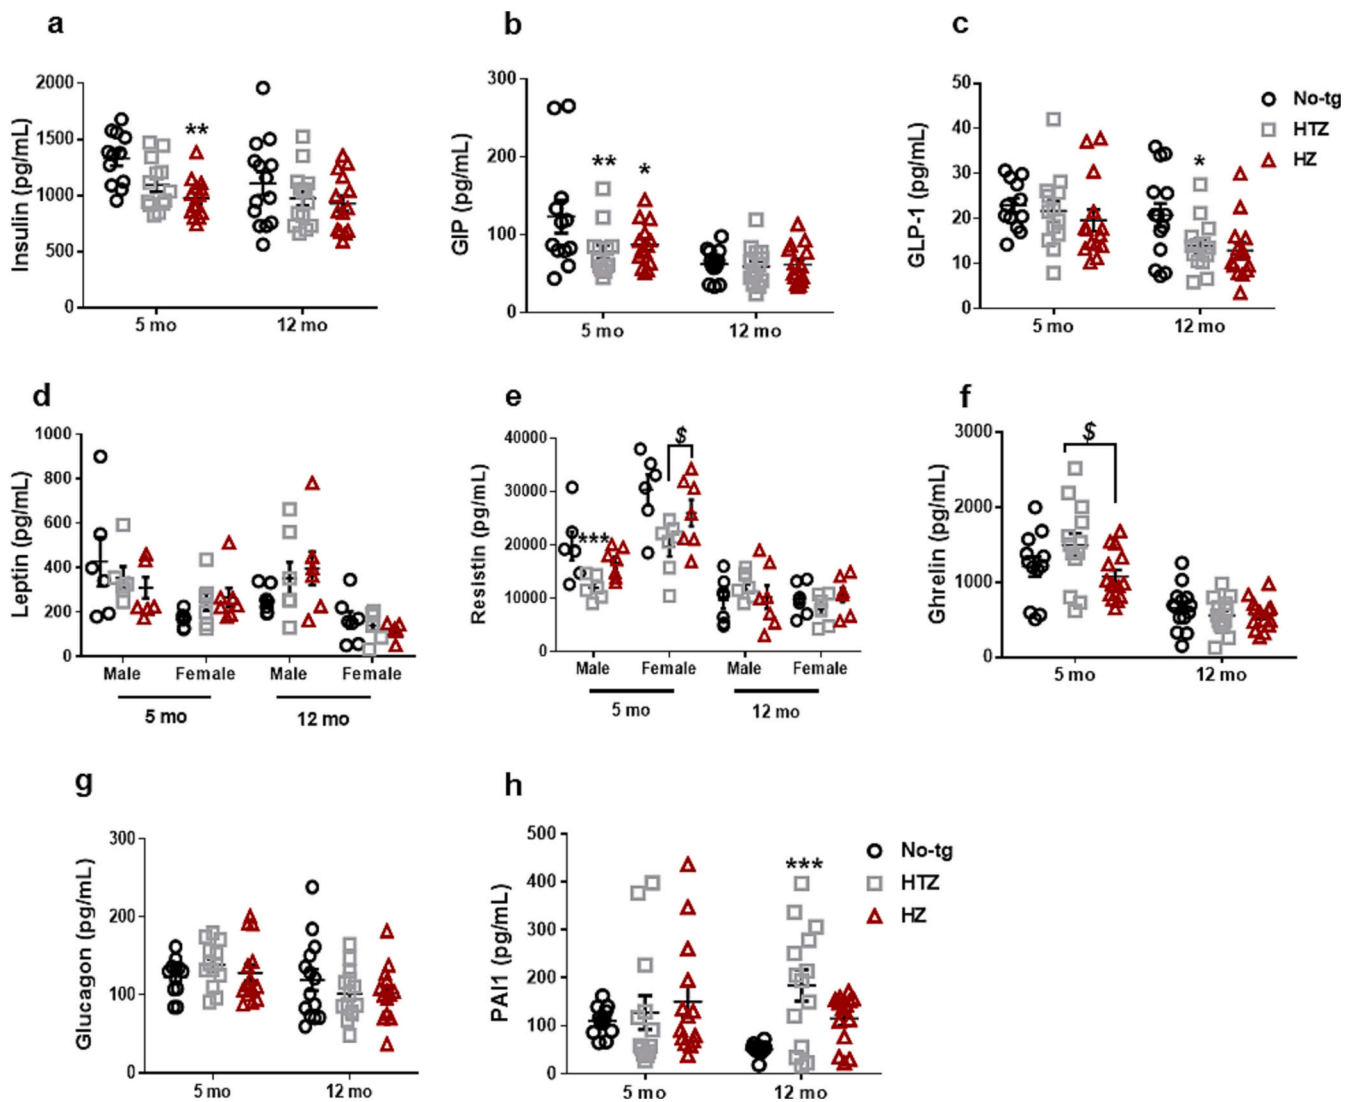 a
Insulin (pg/mL)
2000
1500
1000
500
0
**
5 mo 12 mo
b
GIP (pg/mL)
300
200
100
0
** *
5 mo 12 mo
c
GLP-1 (pg/mL)
50
40
30
20
10
0
*
5 mo 12 mo
No-tg
HTZ
HZ
d
Leptin (pg/mL)
1000
800
600
400
200
0
Male Female Male Female
5 mo 12 mo
e
Resistin (pg/mL)
40000
30000
20000
10000
0
*** $
Male Female Male Female
5 mo 12 mo
f
Ghrelin (pg/mL)
3000
2000
1000
0
$
5 mo 12 mo
g
Glucagon (pg/mL)
300
200
100
0
5 mo 12 mo
h
PAI1 (pg/mL)
500
400
300
200
100
0
***
5 mo 12 mo
No-tg
HTZ
HZ